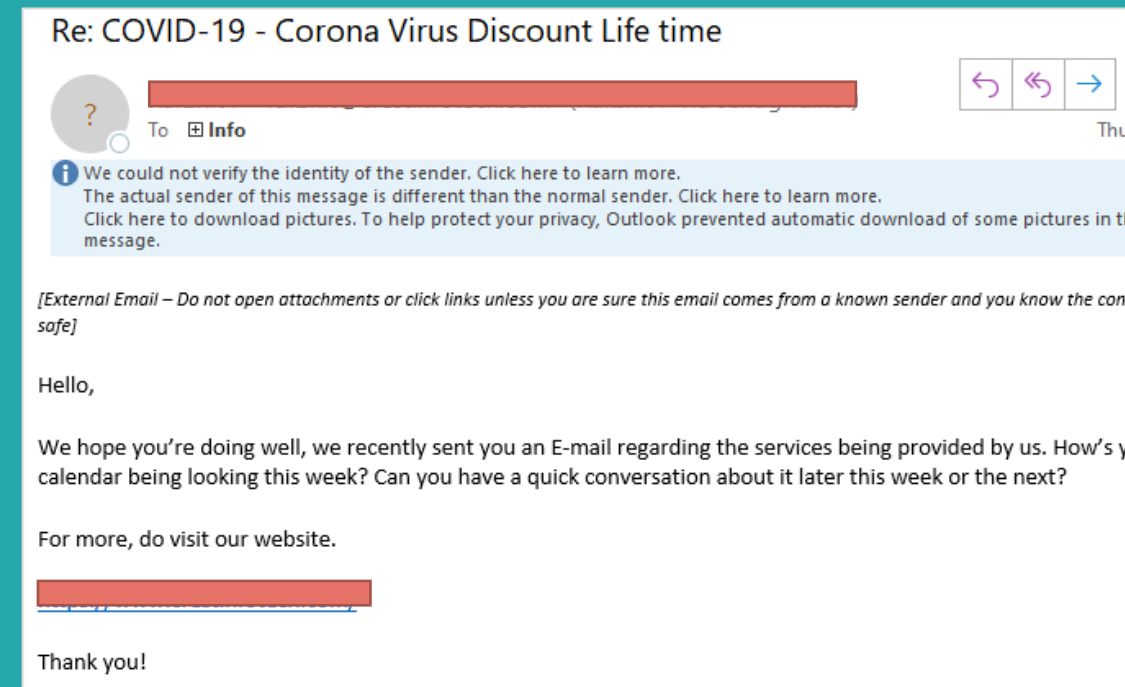 Re: COVID-19 - Corona Virus Discount Life time
?
To Info
Thu
We could not verify the identity of the sender. Click here to learn more.
The actual sender of this message is different than the normal sender. Click here to learn more.
Click here to download pictures. To help protect your privacy, Outlook prevented automatic download of some pictures in
message.
[External Email – Do not open attachments or click links unless you are sure this email comes from a known sender and you know the
safe]
Hello,
We hope you’re doing well, we recently sent you an E-mail regarding the services being provided by us. How’s
calendar being looking this week? Can you have a quick conversation about it later this week or the next?
For more, do visit our website.
Thank you!